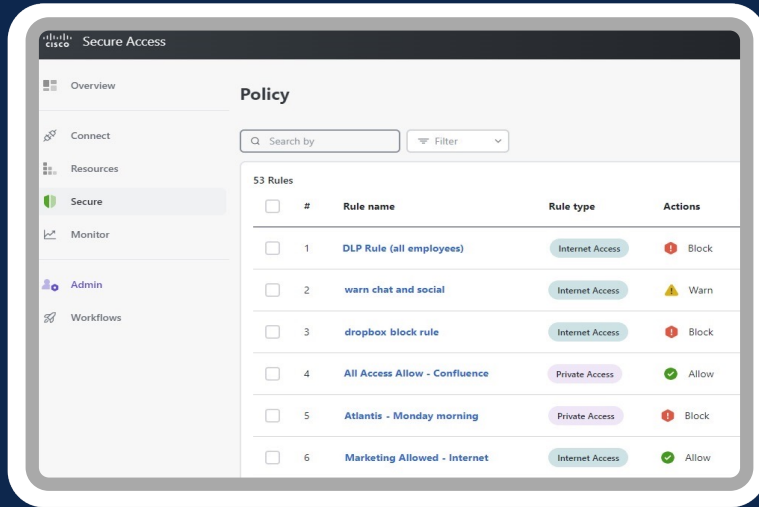 CISCO Secure Access
Overview
Connect
Resources
Secure
Monitor
Admin
Workflows
Policy
Search by Filter
53 Rules
# Rule name Rule type Actions
1 DLP Rule (all employees) Internet Access Block
2 warn chat and social Internet Access Warn
3 dropbox block rule Internet Access Block
4 All Access Allow - Confluence Private Access Allow
5 Atlantis - Monday morning Private Access Block
6 Marketing Allowed - Internet Internet Access Allow